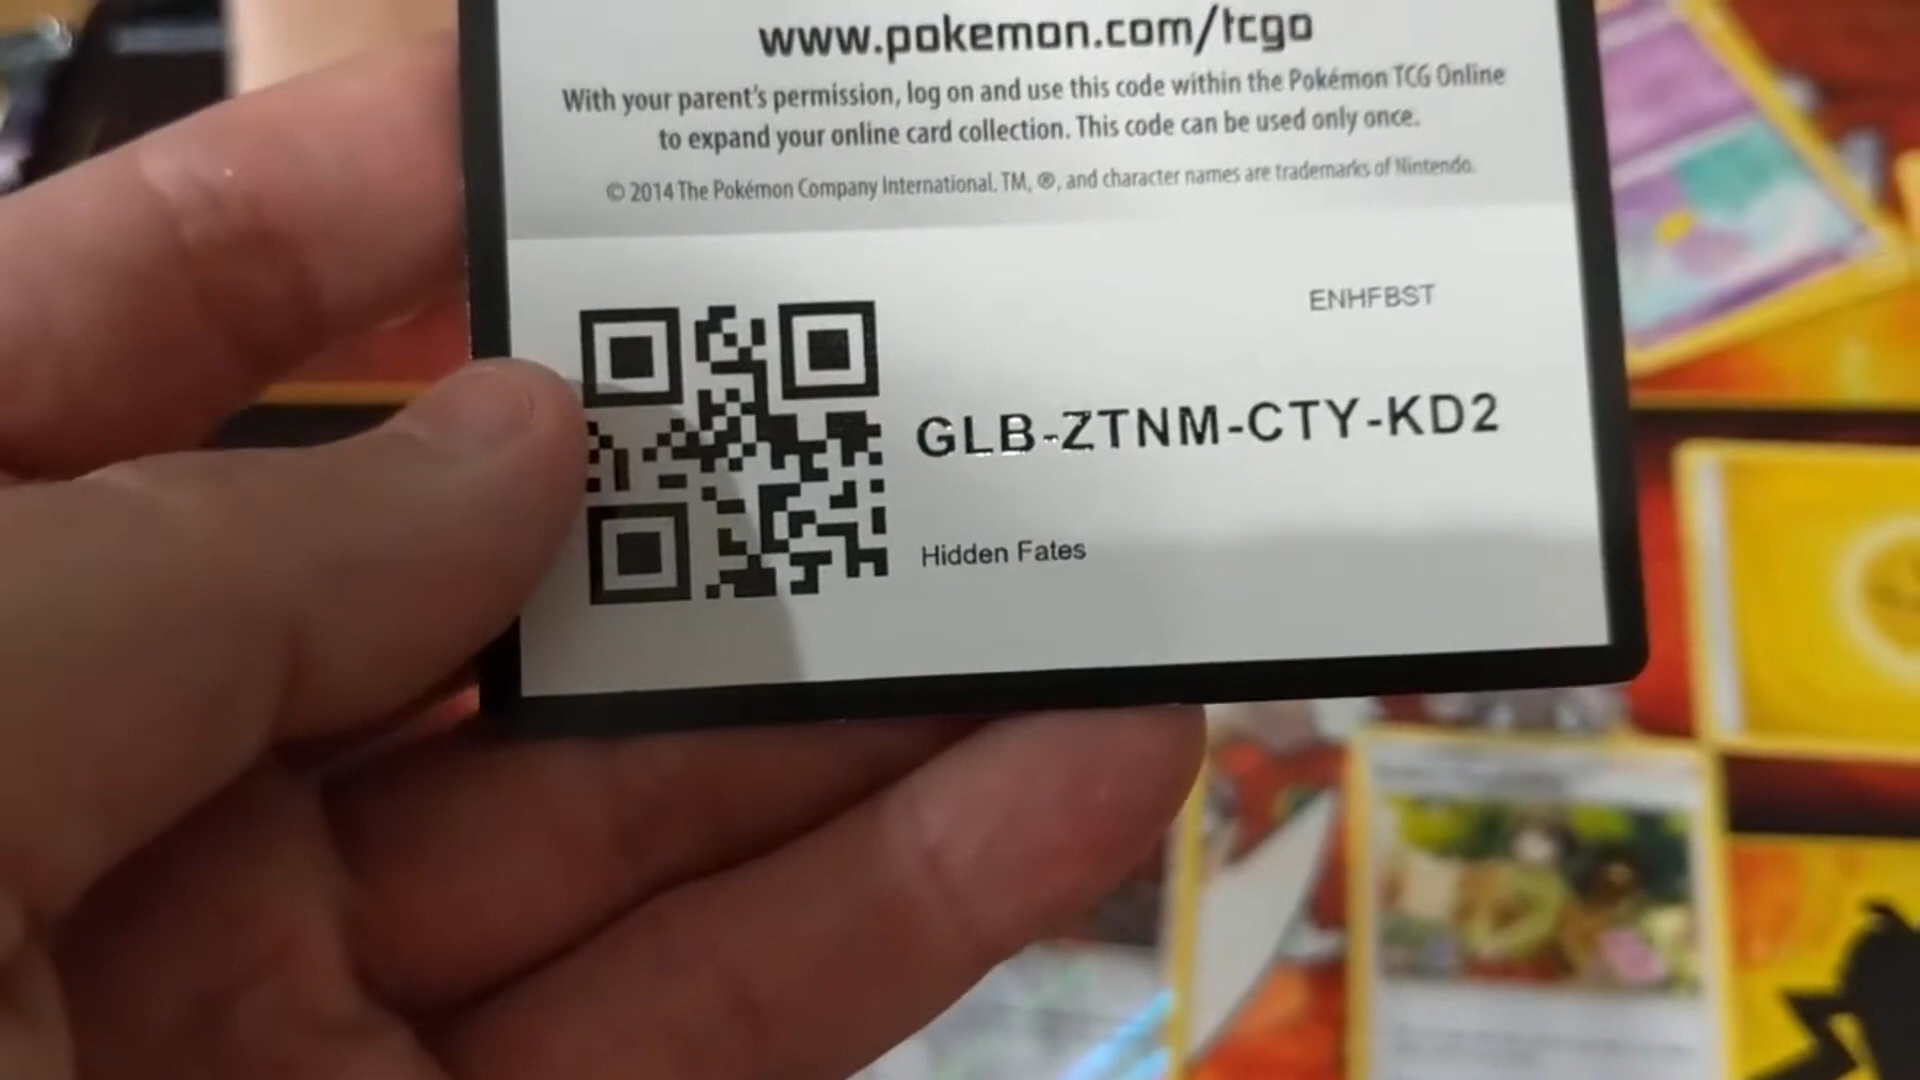 www.pokemon.com/tcgo
With your parent's permission, log on and use this code within the Pokémon TCG Online
to expand your online card collection. This code can be used only once.
© 2014 The Pokémon Company International. TM, ®, and character names are trademarks of Nintendo.
ENHFBST
GLB-ZTNM-CTY-KD2
Hidden Fates